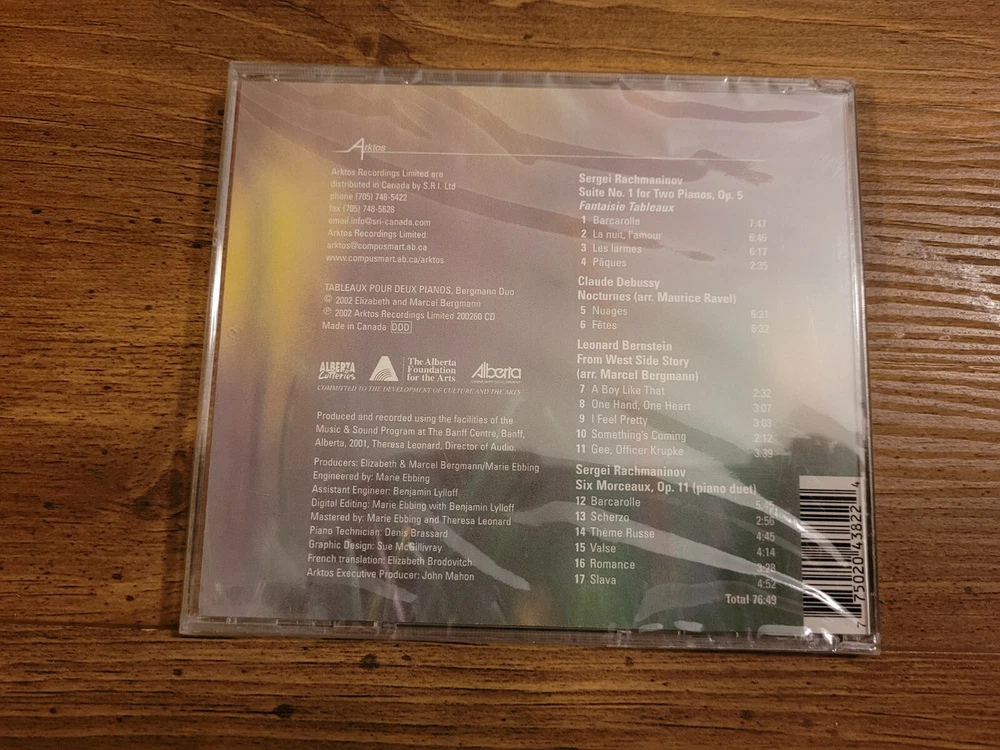 Arktos
Arktos Recordings Limited are
distributed in Canada by S.R.I. Ltd
phone (705) 748-5422
fax (705) 748-5628
email info@sri-canada.com
Arktos Recordings Limited:
arktos@compusmart.ab.ca
www.compusmart.ab.ca/arktos
TABLEAUX POUR DEUX PIANOS, Bergmann Duo
© 2002 Elizabeth and Marcel Bergmann
℗ 2002 Arktos Recordings Limited 200260 CD
Made in Canada DDD
ALBERTA
Lotteries
The Alberta
Foundation
for the Arts
Alberta
COMMUNITY DEVELOPMENT
COMMITTED TO THE DEVELOPMENT OF CULTURE AND THE ARTS
Produced and recorded using the facilities of the
Music & Sound Program at The Banff Centre, Banff,
Alberta, 2001, Theresa Leonard, Director of Audio.
Producers: Elizabeth & Marcel Bergmann/Marie Ebbing
Engineered by: Marie Ebbing
Assistant Engineer: Benjamin Lylloff
Digital Editing: Marie Ebbing with Benjamin Lylloff
Mastered by: Marie Ebbing and Theresa Leonard
Piano Technician: Denis Brassard
Graphic Design: Sue McGillivray
French translation: Elizabeth Brodovitch
Arktos Executive Producer: John Mahon
Sergei Rachmaninov
Suite No. 1 for Two Pianos, Op. 5
Fantaisie Tableaux
1 Barcarolle 7:47
2 La nuit, l'amour 6:46
3 Les larmes 6:17
4 Pâques 2:35
Claude Debussy
Nocturnes (arr. Maurice Ravel)
5 Nuages 6:21
6 Fêtes 6:32
Leonard Bernstein
From West Side Story
(arr. Marcel Bergmann)
7 A Boy Like That 2:32
8 One Hand, One Heart 3:07
9 I Feel Pretty 3:03
10 Something's Coming 2:12
11 Gee, Officer Krupke 3:39
Sergei Rachmaninov
Six Morceaux, Op. 11 (piano duet)
12 Barcarolle
13 Scherzo 2:56
14 Thème Russe 4:45
15 Valse 4:14
16 Romance 3:28
17 Slava 4:52
Total 76:49
7 75020 43822 4